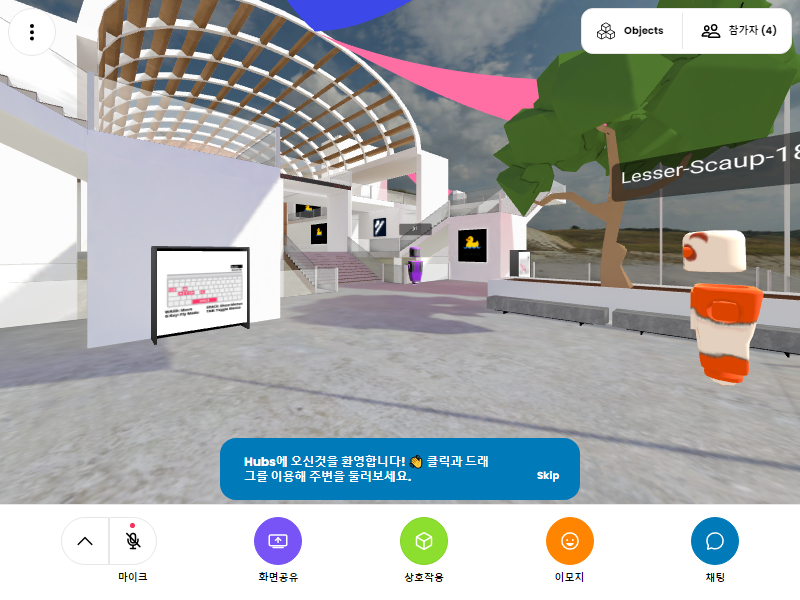 Objects
참가자 (4)
Lesser-Scaup-18
Hubs에 오신것을 환영합니다! 👏 클릭과 드래
그를 이용해 주변을 둘러보세요.
Skip
마이크
화면공유
상호작용
이모지
채팅